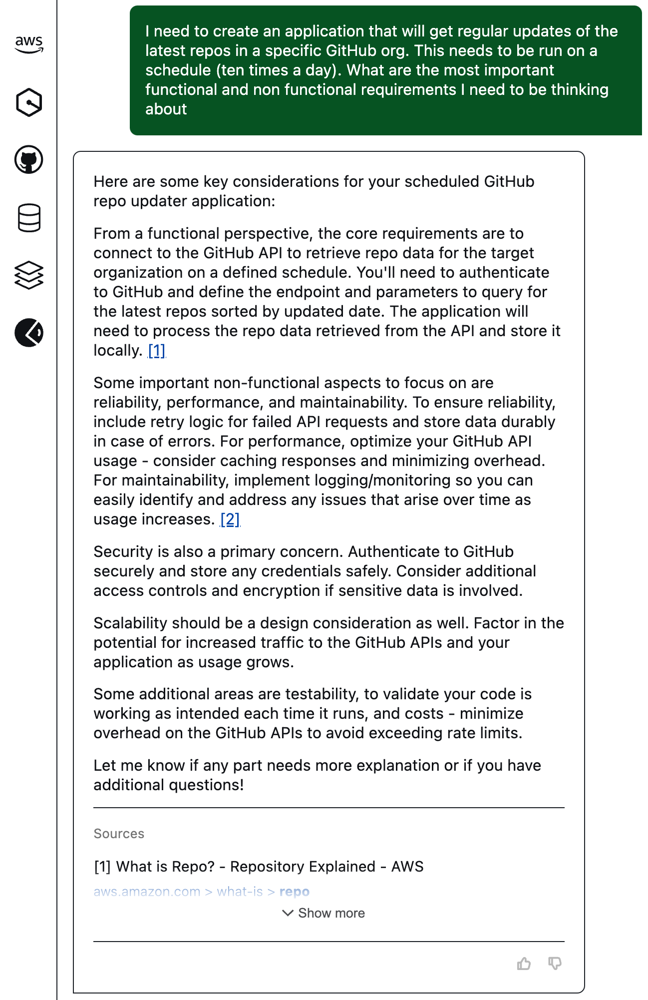 aws
I need to create an application that will get regular updates of the
latest repos in a specific GitHub org. This needs to be run on a
schedule (ten times a day). What are the most important
functional and non functional requirements I need to be thinking
about
Here are some key considerations for your scheduled GitHub
repo updater application:
From a functional perspective, the core requirements are to
connect to the GitHub API to retrieve repo data for the target
organization on a defined schedule. You'll need to authenticate
to GitHub and define the endpoint and parameters to query for
the latest repos sorted by updated date. The application will
need to process the repo data retrieved from the API and store it
locally. [1]
Some important non-functional aspects to focus on are
reliability, performance, and maintainability. To ensure reliability,
include retry logic for failed API requests and store data durably
in case of errors. For performance, optimize your GitHub API
usage - consider caching responses and minimizing overhead.
For maintainability, implement logging/monitoring so you can
easily identify and address any issues that arise over time as
usage increases. [2]
Security is also a primary concern. Authenticate to GitHub
securely and store any credentials safely. Consider additional
access controls and encryption if sensitive data is involved.
Scalability should be a design consideration as well. Factor in the
potential for increased traffic to the GitHub APIs and your
application as usage grows.
Some additional areas are testability, to validate your code is
working as intended each time it runs, and costs - minimize
overhead on the GitHub APIs to avoid exceeding rate limits.
Let me know if any part needs more explanation or if you have
additional questions!
Sources
[1] What is Repo? - Repository Explained - AWS
aws.amazon.com > what-is > repo
Show more